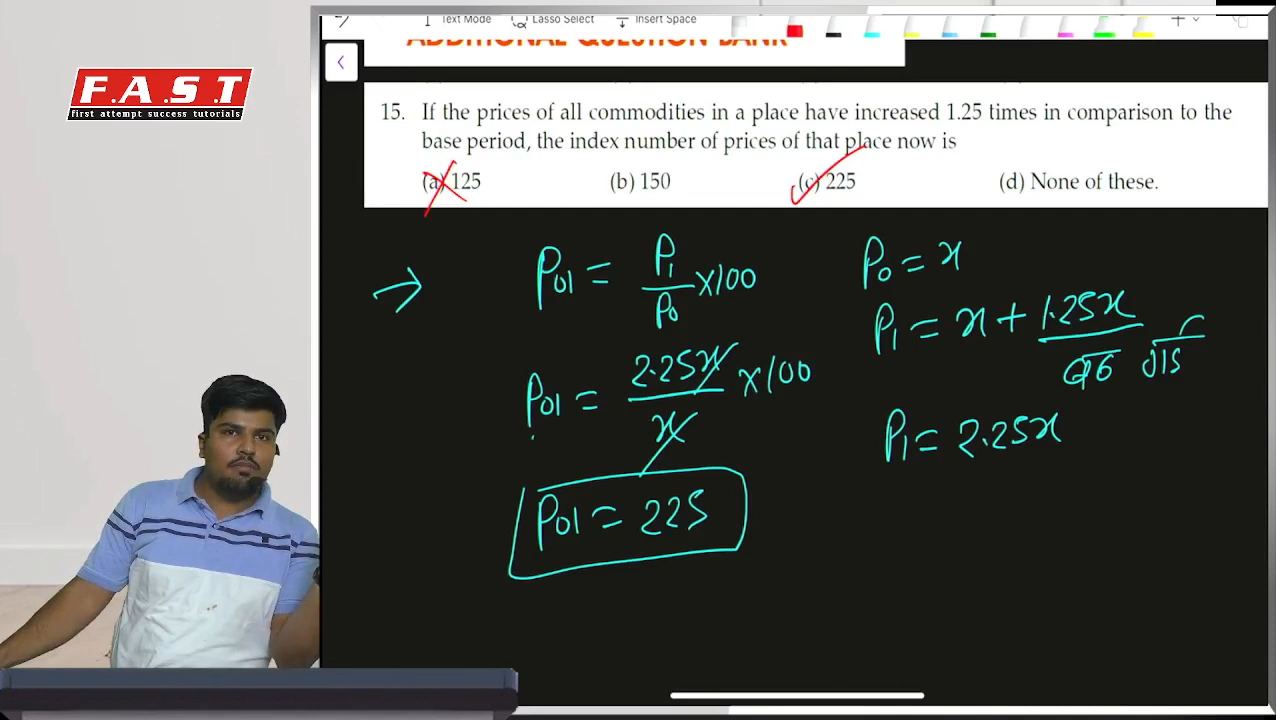 Text Mode
Lasso Select
Insert Space
ADDITIONAL QUESTION BANK
F.A.S.T
first attempt success tutorials
15. If the prices of all commodities in a place have increased 1.25 times in comparison to the
base period, the index number of prices of that place now is
(a) 125 (b) 150 (c) 225 (d) None of these.
P01 = P1/P0 × 100
P0 = x
P1 = x + 1.25x
P01 = 2.25x/x × 100
P1 = 2.25x
P01 = 225